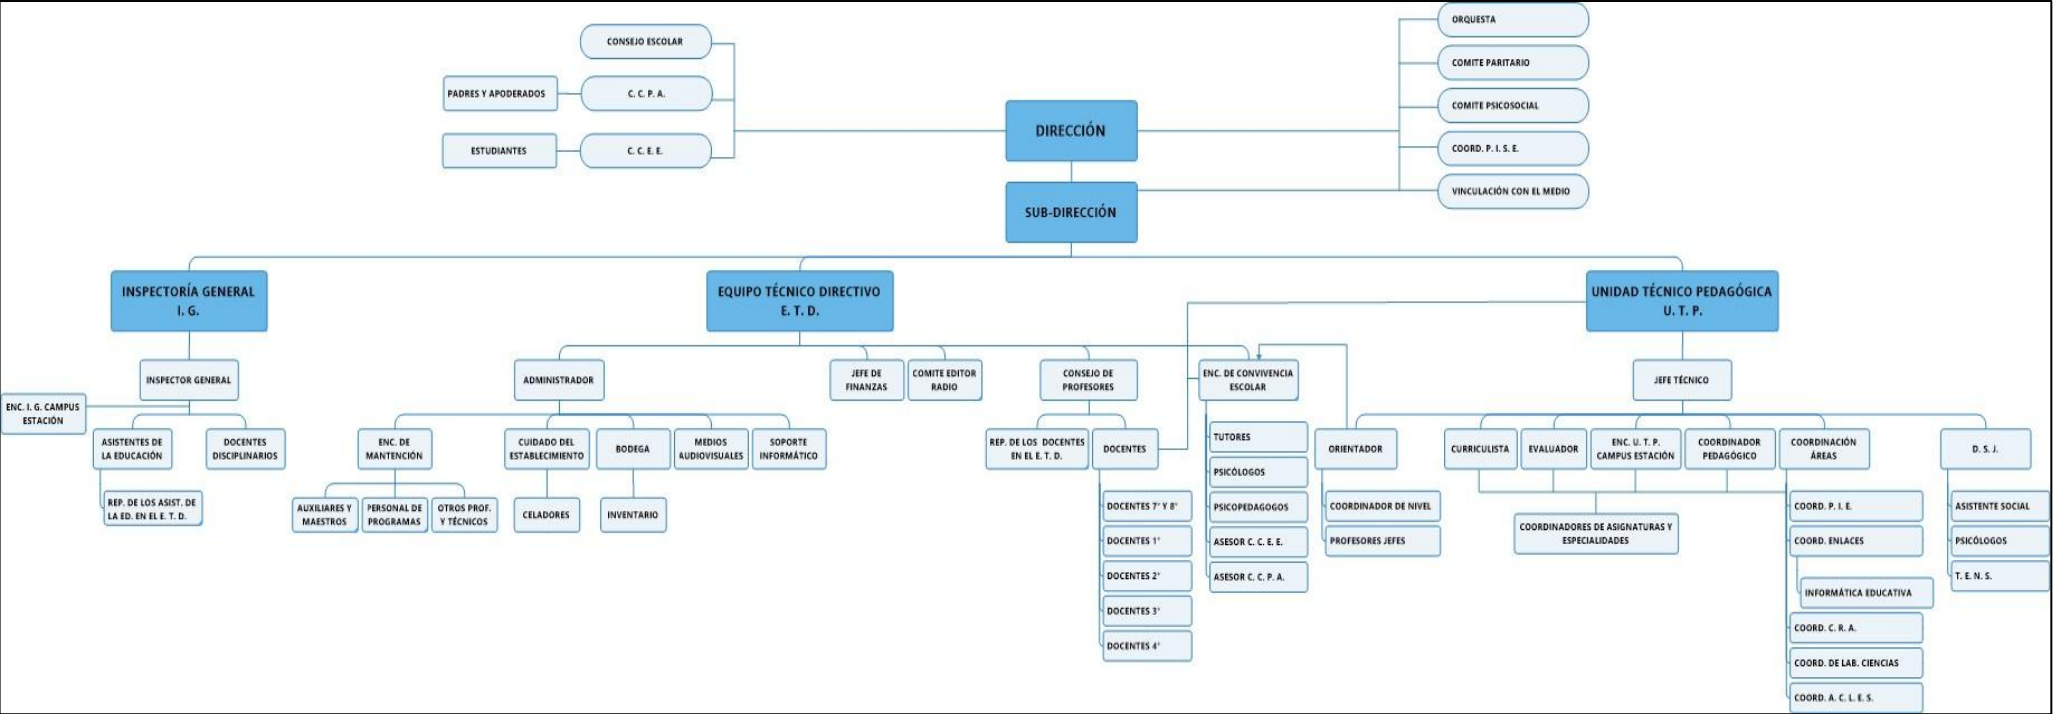 CONSEJO ESCOLAR
PADRES Y APODERADOS
C. C. P. A.
ESTUDIANTES
C. C. E. E.
DIRECCIÓN
SUB-DIRECCIÓN
ORQUESTA
COMITE PARITARIO
COMITE PSICOSOCIAL
COORD. P. I. S. E.
VINCULACIÓN CON EL MEDIO
INSPECTORÍA GENERAL
I. G.
EQUIPO TÉCNICO DIRECTIVO
E. T. D.
UNIDAD TÉCNICO PEDAGÓGICA
U. T. P.
INSPECTOR GENERAL
ENC. I. G. CAMPUS
ESTACIÓN
ASISTENTES DE
LA EDUCACIÓN
DOCENTES
DISCIPLINARIOS
REP. DE LOS ASIST. DE
LA ED. EN EL E. T. D.
ADMINISTRADOR
JEFE DE
FINANZAS
COMITE EDITOR
RADIO
CONSEJO DE
PROFESORES
ENC. DE CONVIVENCIA
ESCOLAR
ENC. DE
MANTENCIÓN
CUIDADO DEL
ESTABLECIMIENTO
BODEGA
MEDIOS
AUDIOVISUALES
SOPORTE
INFORMÁTICO
AUXILIARES Y
MAESTROS
PERSONAL DE
PROGRAMAS
OTROS PROF.
Y TÉCNICOS
CELADORES
INVENTARIO
REP. DE LOS DOCENTES
EN EL E. T. D.
DOCENTES
DOCENTES 7° Y 8°
DOCENTES 1°
DOCENTES 2°
DOCENTES 3°
DOCENTES 4°
TUTORES
PSICÓLOGOS
PSICOPEDAGOGOS
ASESOR C. C. E. E.
ASESOR C. C. P. A.
JEFE TÉCNICO
ORIENTADOR
COORDINADOR DE NIVEL
PROFESORES JEFES
CURRICULISTA
EVALUADOR
ENC. U. T. P.
CAMPUS ESTACIÓN
COORDINADOR
PEDAGÓGICO
COORDINACIÓN
ÁREAS
D. S. J.
COORDINADORES DE ASIGNATURAS Y
ESPECIALIDADES
COORD. P. I. E.
COORD. ENLACES
INFORMÁTICA EDUCATIVA
COORD. C. R. A.
COORD. DE LAB. CIENCIAS
COORD. A. C. L. E. S.
ASISTENTE SOCIAL
PSICÓLOGOS
T. E. N. S.